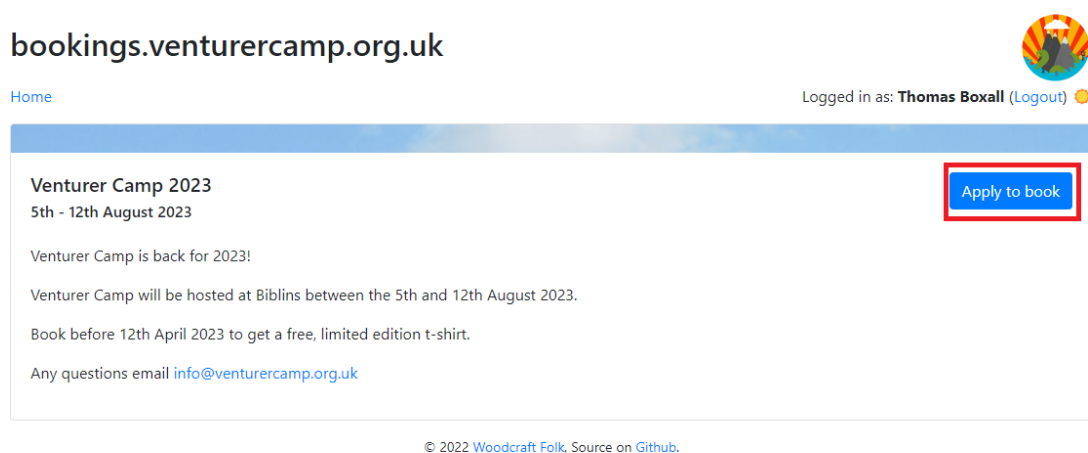 bookings.venturercamp.org.uk
Home
Logged in as: Thomas Boxall (Logout)
Venturer Camp 2023
Apply to book
5th - 12th August 2023
Venturer Camp is back for 2023!
Venturer Camp will be hosted at Biblins between the 5th and 12th August 2023.
Book before 12th April 2023 to get a free, limited edition t-shirt.
Any questions email info@venturercamp.org.uk
© 2022 Woodcraft Folk, Source on Github.